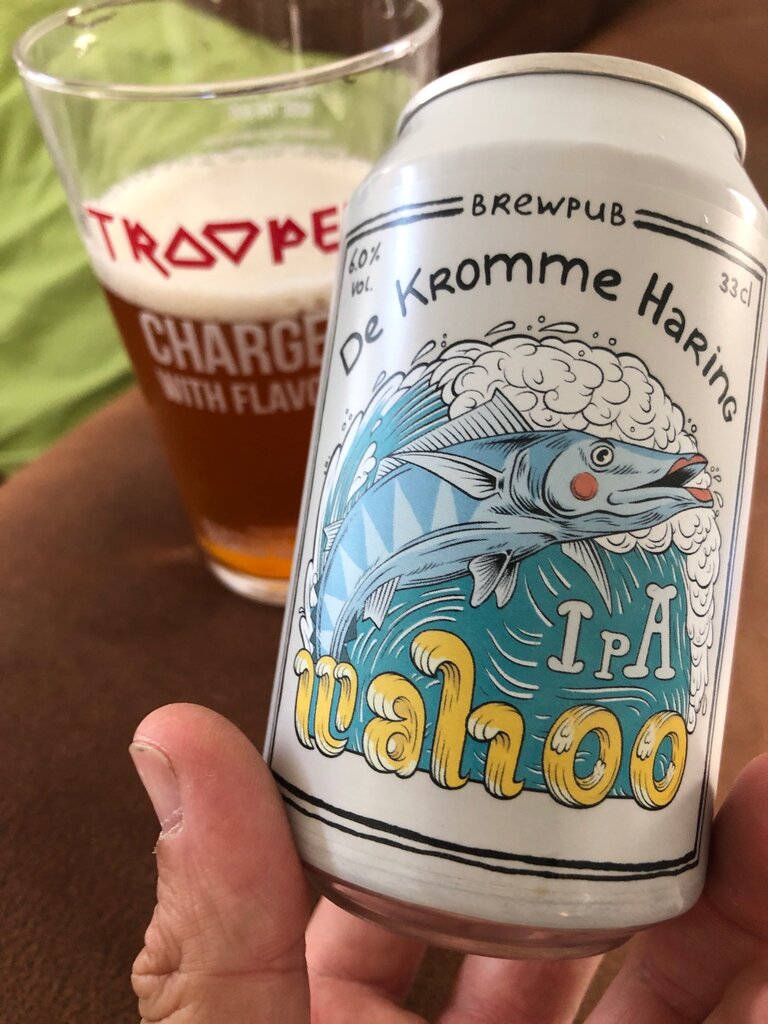 TROOPE
CHARGE
WITH FLAVO
BREWPUB
6.0%
VOL.
33cl
De Kromme Haring
IPA
wahoo